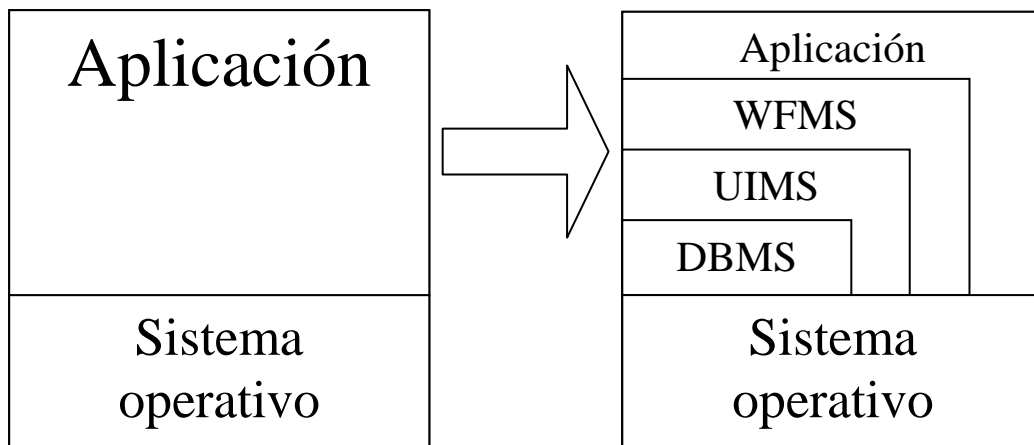 Aplicación
Sistema
operativo
Aplicación
WFMS
UIMS
DBMS
Sistema
operativo